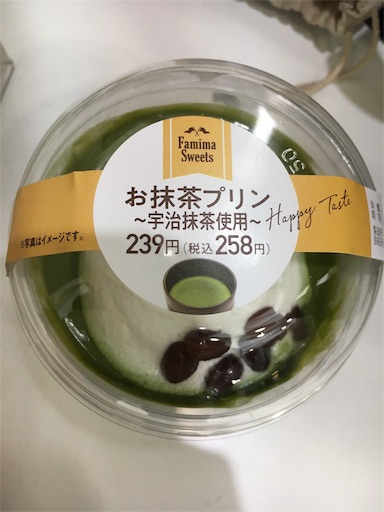 Famima
Sweets
お抹茶プリン
~宇治抹茶使用~
Happy Taste
239円(税込258円)
※写真はイメージです。
50